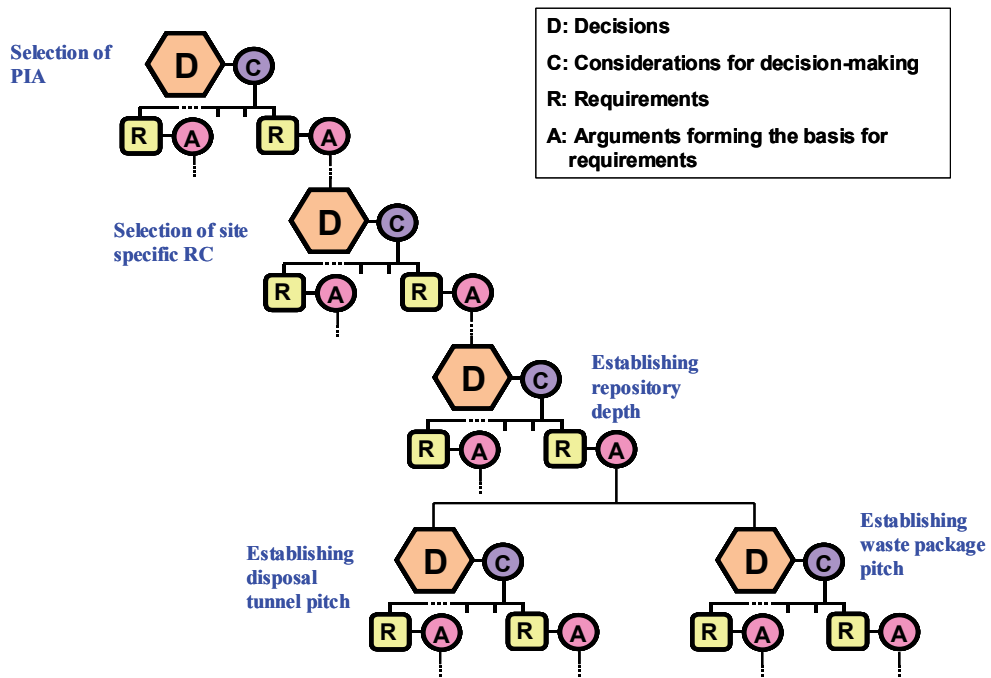 D: Decisions
C: Considerations for decision-making
R: Requirements
A: Arguments forming the basis for
requirements
Selection of
PIA
D
C
R
A
R
A
Selection of site
specific RC
D
C
R
A
R
A
Establishing
repository
depth
D
C
R
A
R
A
Establishing
disposal
tunnel pitch
D
C
R
A
R
A
Establishing
waste package
pitch
D
C
R
A
R
A